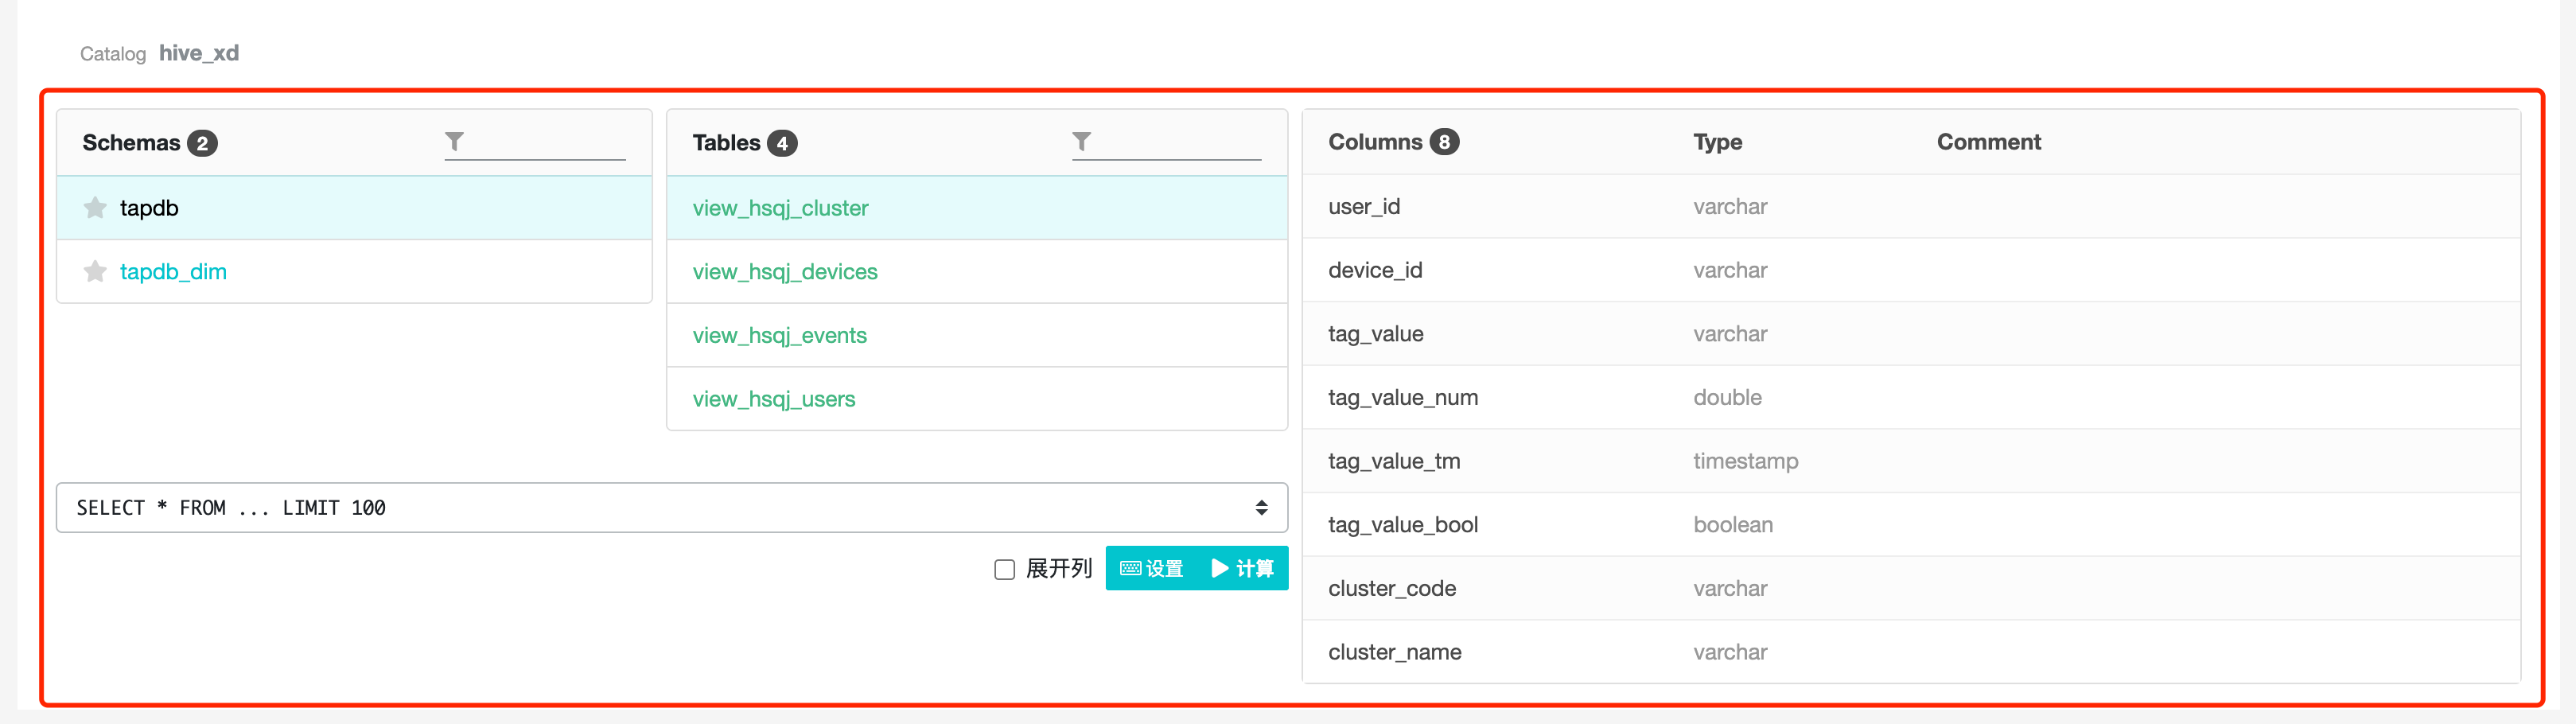 Catalog hive_xd
Schemas 2
tapdb
tapdb_dim
Tables 4
view_hsqj_cluster
view_hsqj_devices
view_hsqj_events
view_hsqj_users
SELECT * FROM ... LIMIT 100
展开列 设置 计算
Columns 8 Type Comment
user_id varchar
device_id varchar
tag_value varchar
tag_value_num double
tag_value_tm timestamp
tag_value_bool boolean
cluster_code varchar
cluster_name varchar